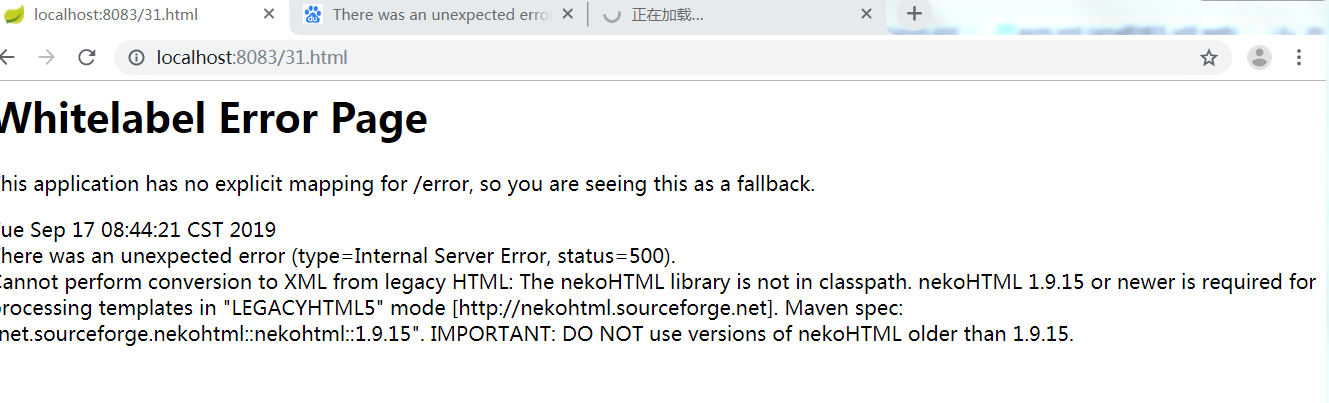 localhost:8083/31.html
There was an unexpected erro
正在加载...
localhost:8083/31.html
Whitelabel Error Page
his application has no explicit mapping for /error, so you are seeing this as a fallback.
ue Sep 17 08:44:21 CST 2019
here was an unexpected error (type=Internal Server Error, status=500).
annot perform conversion to XML from legacy HTML: The nekoHTML library is not in classpath. nekoHTML 1.9.15 or newer is required for
rocessing templates in "LEGACYHTML5" mode [http://nekohtml.sourceforge.net]. Maven spec:
net.sourceforge.nekohtml::nekohtml::1.9.15". IMPORTANT: DO NOT use versions of nekoHTML older than 1.9.15.